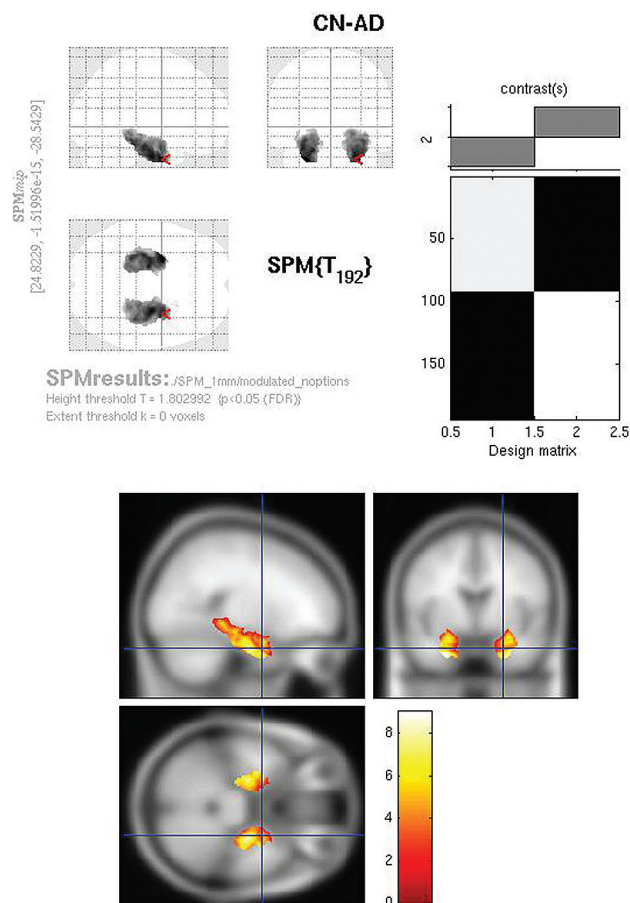 CN-AD
SPMmip
[24.8229, -1.51996e-15, -28.5429]
<
<
<
SPM{T192}
contrast(s)
2
50
100
150
0.5 1 1.5 2 2.5
Design matrix
SPMresults: ./SPM_1mm/modulated_noptions
Height threshold T = 1.802992 {p<0.05 (FDR)}
Extent threshold k = 0 voxels
8
6
4
2
0